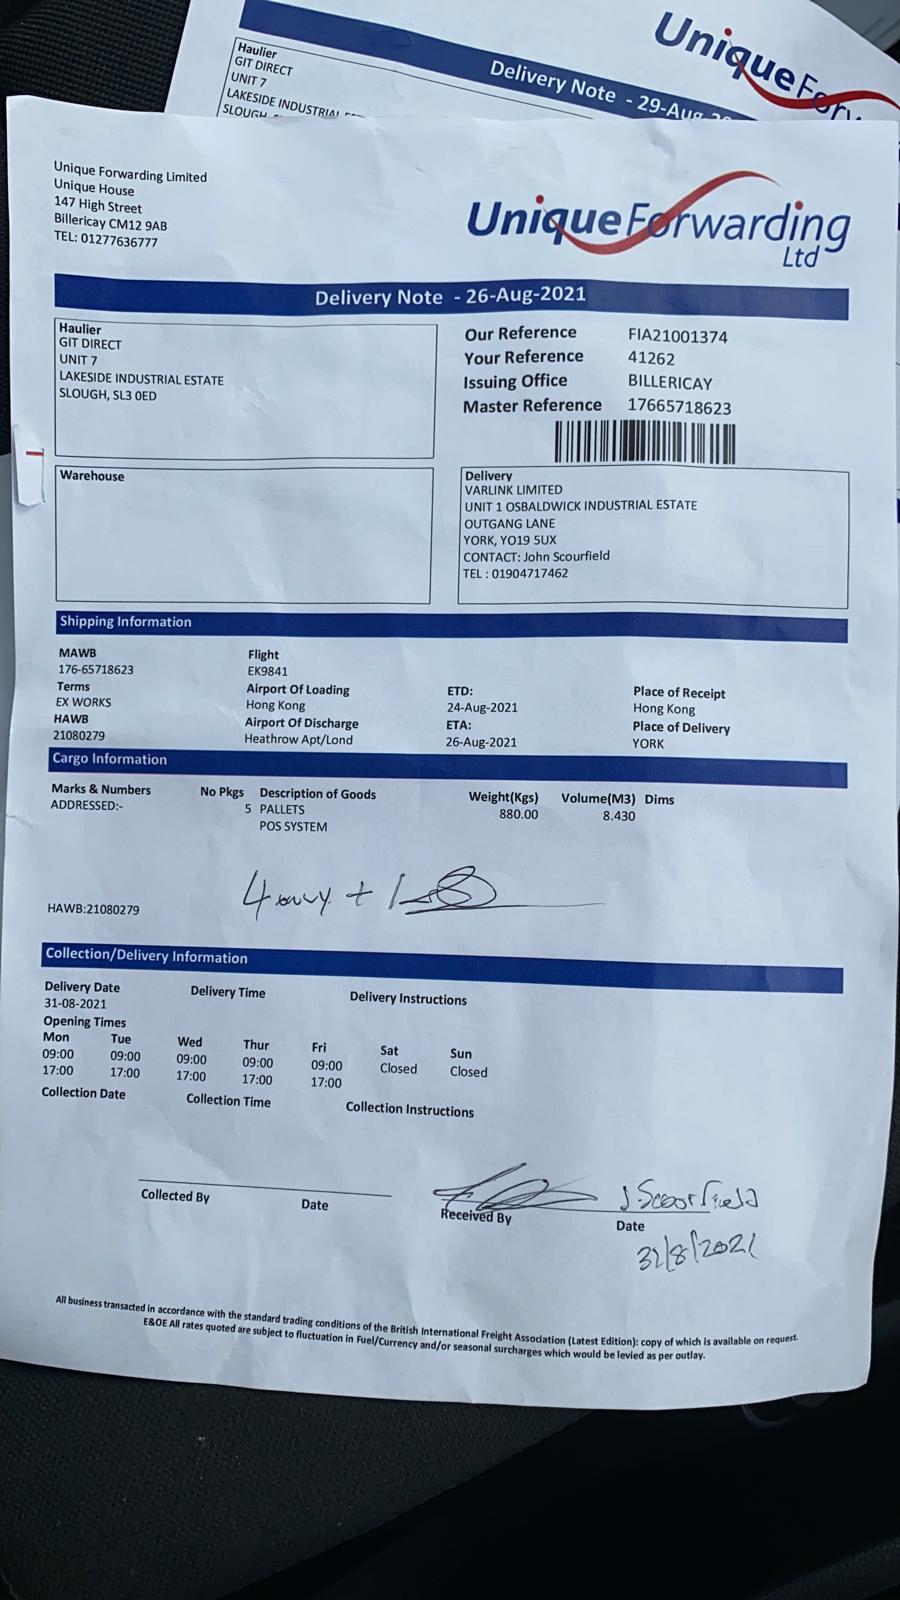 Unique Forw
Delivery Note - 29-Aug-20
Haulier
GIT DIRECT
UNIT 7
LAKESIDE INDUSTRIAL
SLOUGH
Unique Forwarding Limited
Unique House
147 High Street
Billericay CM12 9AB
TEL: 01277636777
Unique Forwarding
Ltd
Delivery Note - 26-Aug-2021
Haulier
GIT DIRECT
UNIT 7
LAKESIDE INDUSTRIAL ESTATE
SLOUGH, SL3 0ED
Our Reference FIA21001374
Your Reference 41262
Issuing Office BILLERICAY
Master Reference 17665718623
Warehouse
Delivery
VARLINK LIMITED
UNIT 1 OSBALDWICK INDUSTRIAL ESTATE
OUTGANG LANE
YORK, YO19 5UX
CONTACT: John Scourfield
TEL : 01904717462
Shipping Information
MAWB Flight
176-65718623 EK9841
Terms Airport Of Loading ETD: Place of Receipt
EX WORKS Hong Kong 24-Aug-2021 Hong Kong
HAWB Airport Of Discharge ETA: Place of Delivery
21080279 Heathrow Apt/Lond 26-Aug-2021 YORK
Cargo Information
Marks & Numbers No Pkgs Description of Goods Weight(Kgs) Volume(M3) Dims
ADDRESSED:- 5 PALLETS 880.00 8.430
POS SYSTEM
4 + 1
HAWB:21080279
Collection/Delivery Information
Delivery Date Delivery Time Delivery Instructions
31-08-2021
Opening Times
Mon Tue Wed Thur Fri Sat Sun
09:00 09:00 09:00 09:00 09:00 Closed Closed
17:00 17:00 17:00 17:00 17:00
Collection Date Collection Time Collection Instructions
J. Scourfield
Collected By Date Received By Date
31/8/2021
All business transacted in accordance with the standard trading conditions of the British International Freight Association (Latest Edition): copy of which is available on request.
E&OE All rates quoted are subject to fluctuation in Fuel/Currency and/or seasonal surcharges which would be levied as per outlay.